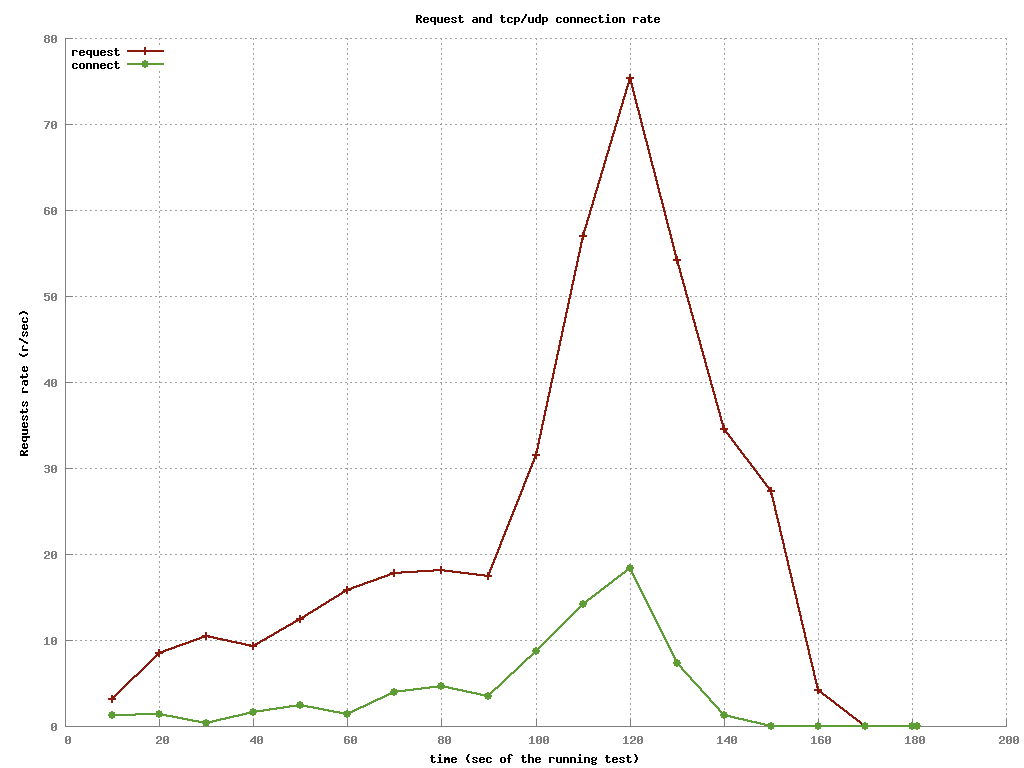 Request and tcp/udp connection rate
80
request
connect
70
60
50
40
30
20
10
0
Requests rate (r/sec)
0 20 40 60 80 100 120 140 160 180 200
time (sec of the running test)